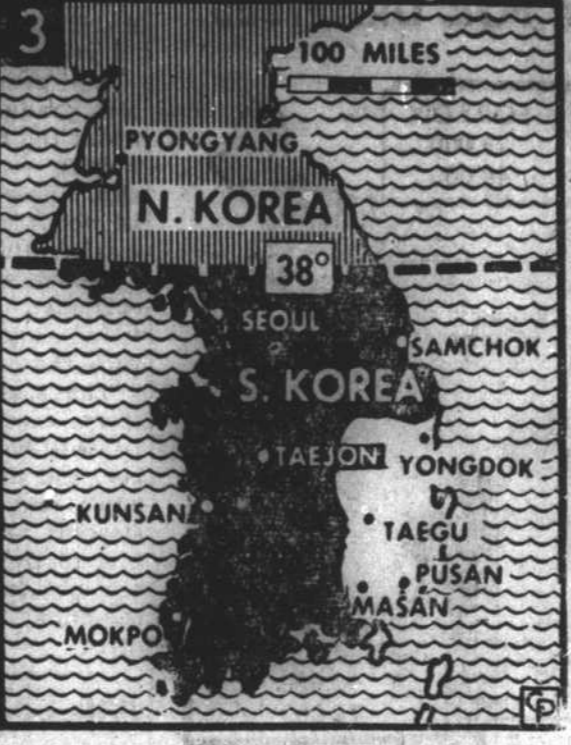 3
100 MILES
PYONGYANG
N. KOREA
38°
SEOUL
SAMCHOK
S. KOREA
TAEJON
YONGDOK
KUNSAN
TAEGU
PUSAN
MASAN
MOKPO
CP